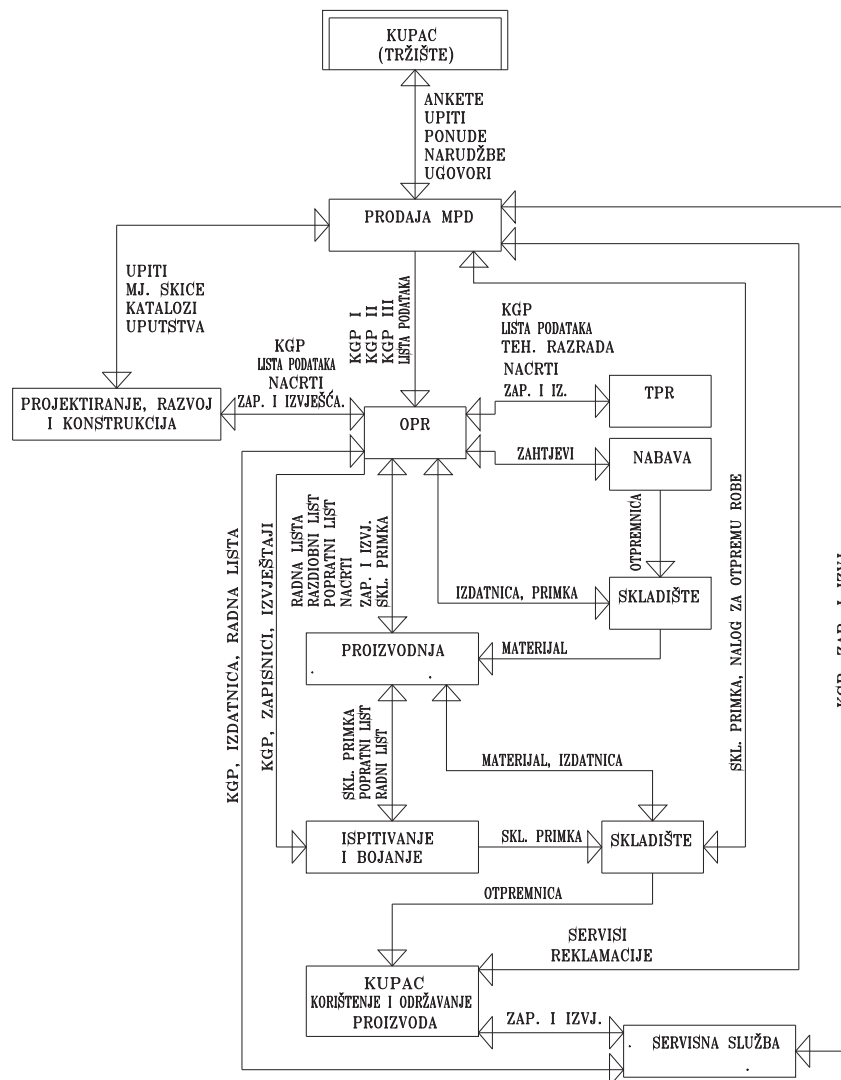 KUPAC
(TRŽIŠTE)
ANKETE
UPITI
PONUDE
NARUDŽBE
UGOVORI
PRODAJA MPD
UPITI
MJ. SKICE
KATALOZI
UPUTSTVA
KGP I
KGP II
KGP III
LISTA PODATAKA
KGP
LISTA PODATAKA
TEH. RAZRADA
NACRTI
ZAP. I IZ.
KGP
LISTA PODATAKA
NACRTI
ZAP. I IZVJEŠĆA.
PROJEKTIRANJE, RAZVOJ
I KONSTRUKCIJA
OPR
TPR
ZAHTJEVI
NABAVA
OTPREMNICA
RADNA LISTA
RAZDIOBNI LIST
POPRATNI LIST
NACRTI
ZAP. I IZVJ.
SKL. PRIMKA
IZDATNICA, PRIMKA
SKLADIŠTE
KGP, IZDATNICA, RADNA LISTA
KGP, ZAPISNICI, IZVJEŠTAJI
PROIZVODNJA
MATERIJAL
SKL. PRIMKA, NALOG ZA OTPREMU ROBE
SKL. PRIMKA
POPRATNI LIST
RADNI LIST
MATERIJAL, IZDATNICA
ISPITIVANJE
I BOJANJE
SKL. PRIMKA
SKLADIŠTE
OTPREMNICA
SERVISI
REKLAMACIJE
KUPAC
KORIŠTENJE I ODRŽAVANJE
PROIZVODA
ZAP. I IZVJ.
SERVISNA SLUŽBA